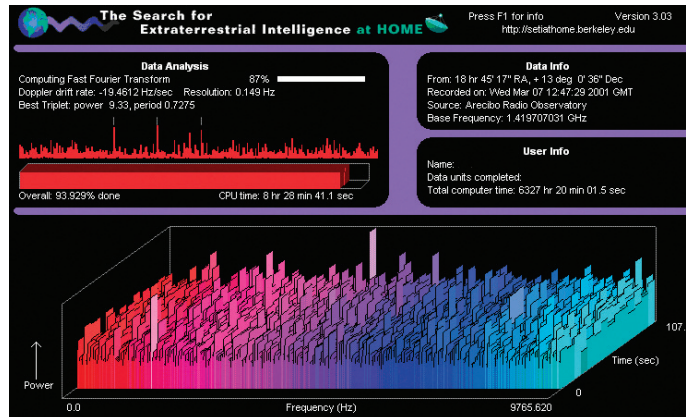 The Search for
Extraterrestrial Intelligence at HOME
Press F1 for info
Version 3.03
http://setiathome.berkeley.edu
Data Analysis
Computing Fast Fourier Transform 87%
Doppler drift rate: -19.4612 Hz/sec Resolution: 0.149 Hz
Best Triplet: power 9.33, period 0.7275
Overall: 93.929% done CPU time: 8 hr 28 min 41.1 sec
Data Info
From: 18 hr 45' 17" RA, + 13 deg 0' 36" Dec
Recorded on: Wed Mar 07 12:47:29 2001 GMT
Source: Arecibo Radio Observatory
Base Frequency: 1.419707031 GHz
User Info
Name:
Data units completed:
Total computer time: 6327 hr 20 min 01.5 sec
107.
Time (sec)
Power
0
0.0 Frequency (Hz) 9765.620